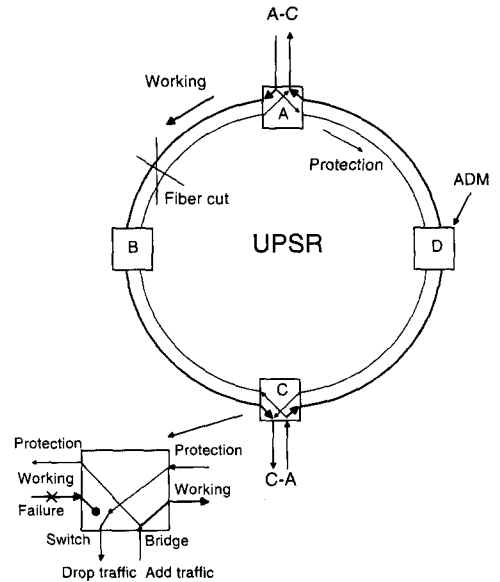 A-C
Working
A
Protection
ADM
Fiber cut
B
UPSR
D
C
C-A
Protection
Protection
Working
Working
Failure
Switch
Bridge
Drop traffic
Add traffic